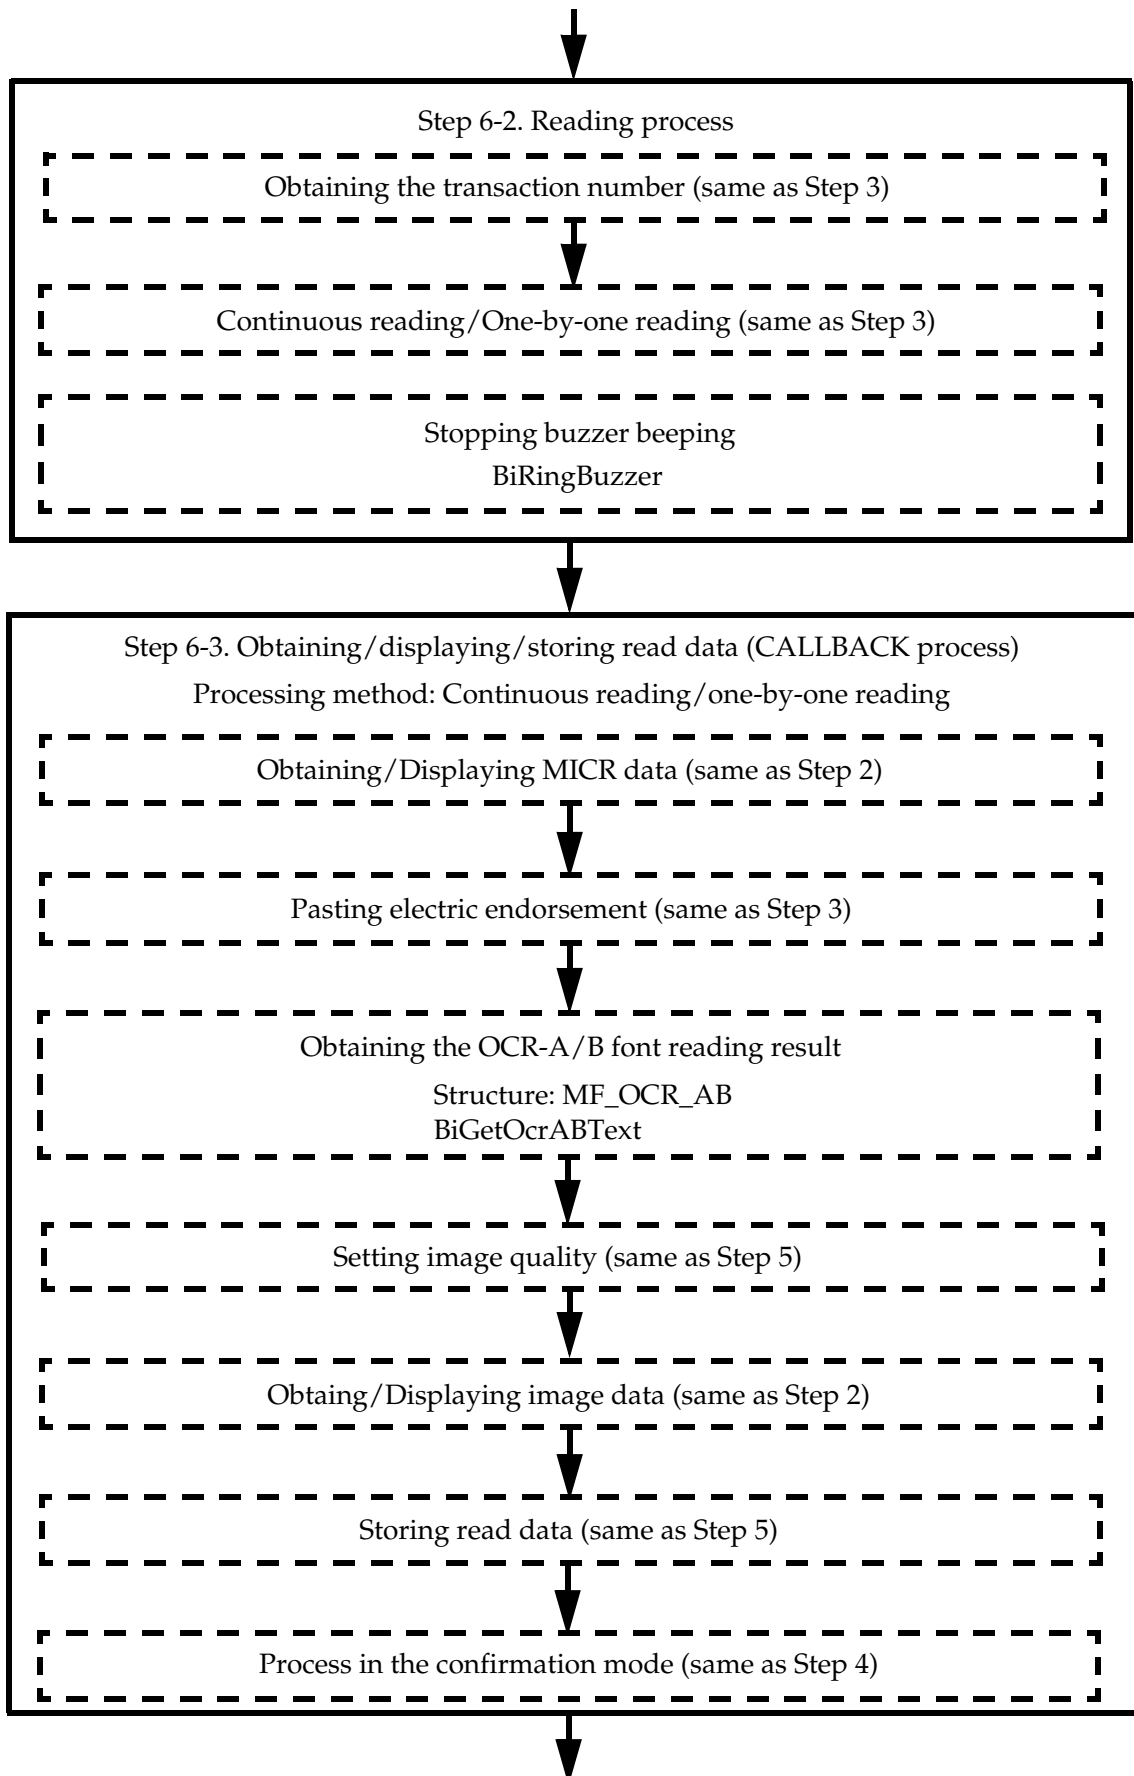 Step 6-2. Reading process
Obtaining the transaction number (same as Step 3)
Continuous reading/One-by-one reading (same as Step 3)
Stopping buzzer beeping
BiRingBuzzer
Step 6-3. Obtaining/displaying/storing read data (CALLBACK process)
Processing method: Continuous reading/one-by-one reading
Obtaining/Displaying MICR data (same as Step 2)
Pasting electric endorsement (same as Step 3)
Obtaining the OCR-A/B font reading result
Structure: MF_OCR_AB
BiGetOcrABText
Setting image quality (same as Step 5)
Obtaing/Displaying image data (same as Step 2)
Storing read data (same as Step 5)
Process in the confirmation mode (same as Step 4)